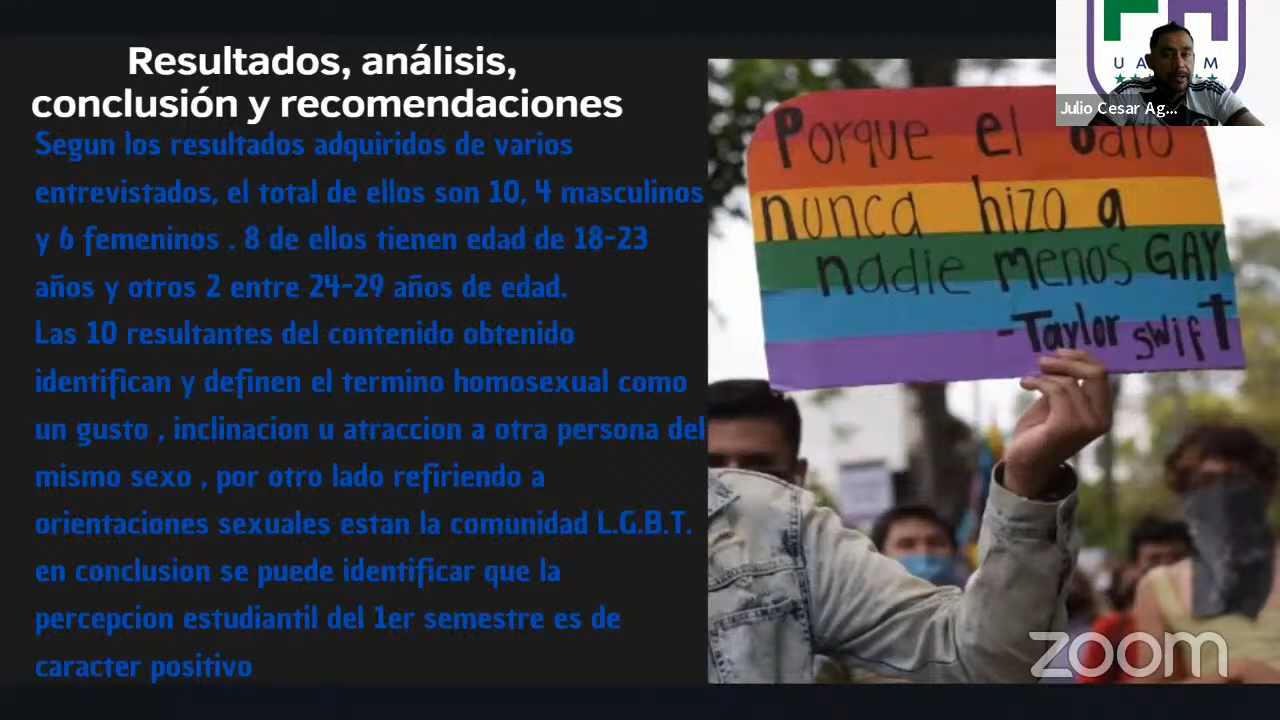 Resultados, análisis,
conclusión y recomendaciones
Segun los resultados adquiridos de varios
entrevistados, el total de ellos son 10, 4 masculinos
y 6 femeninos . 8 de ellos tienen edad de 18-23
años y otros 2 entre 24-29 años de edad.
Las 10 resultantes del contenido obtenido
identifican y definen el termino homosexual como
un gusto , inclinacion u atraccion a otra persona del
mismo sexo , por otro lado refiriendo a
orientaciones sexuales estan la comunidad L.G.B.T.
en conclusion se puede identificar que la
percepcion estudiantil del 1er semestre es de
caracter positivo
Porque el
nunca hizo a
nadie menos GAY
-Taylor swifT
Julio Cesar Ag...
zoom